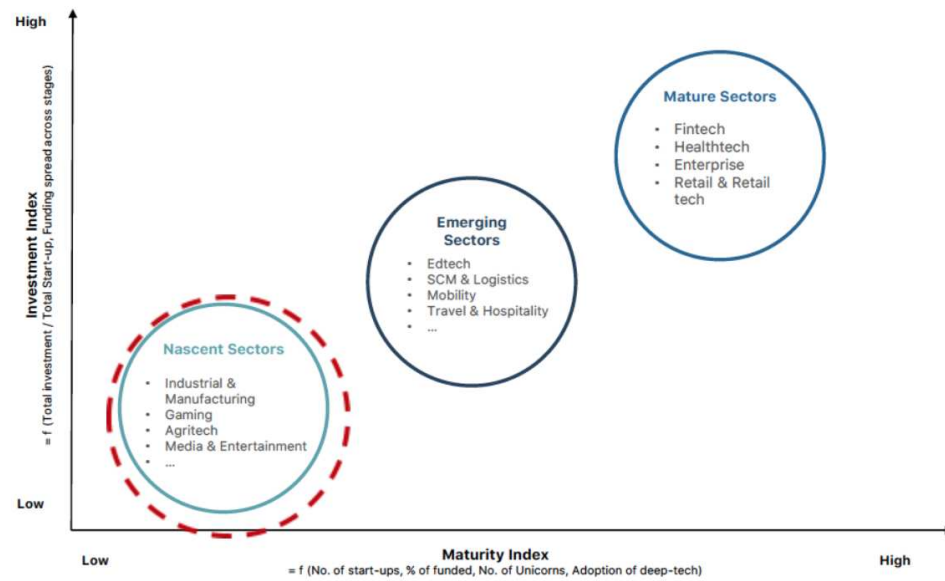 High
Investment Index
= f (Total investment / Total Start-up, Funding spread across stages)
Mature Sectors
• Fintech
• Healthtech
• Enterprise
• Retail & Retail
tech
Emerging
Sectors
• Edtech
• SCM & Logistics
• Mobility
• Travel & Hospitality
• ...
Nascent Sectors
• Industrial &
Manufacturing
• Gaming
• Agritech
• Media & Entertainment
• ...
Low
Low
Maturity Index
= f (No. of start-ups, % of funded, No. of Unicorns, Adoption of deep-tech)
High